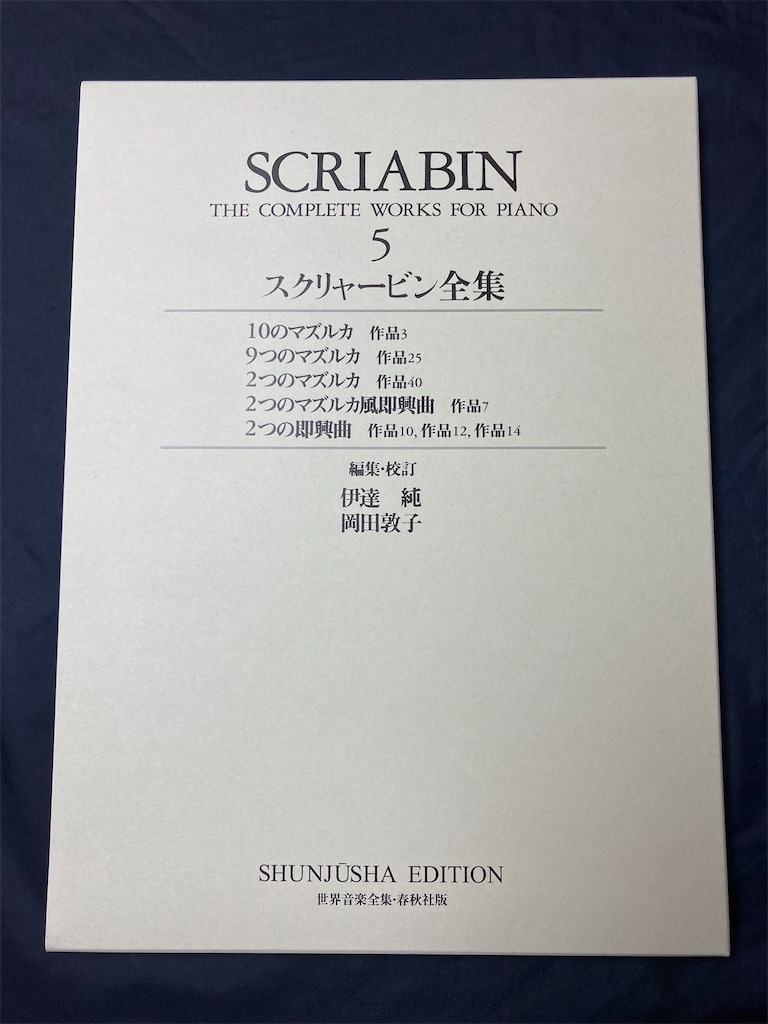 SCRIABIN
THE COMPLETE WORKS FOR PIANO
5
スクリャービン全集
10のマズルカ 作品3
9つのマズルカ 作品25
2つのマズルカ 作品40
2つのマズルカ風即興曲 作品7
2つの即興曲 作品10, 作品12, 作品14
編集・校訂
伊達 純
岡田敦子
SHUNJŪSHA EDITION
世界音楽全集・春秋社版